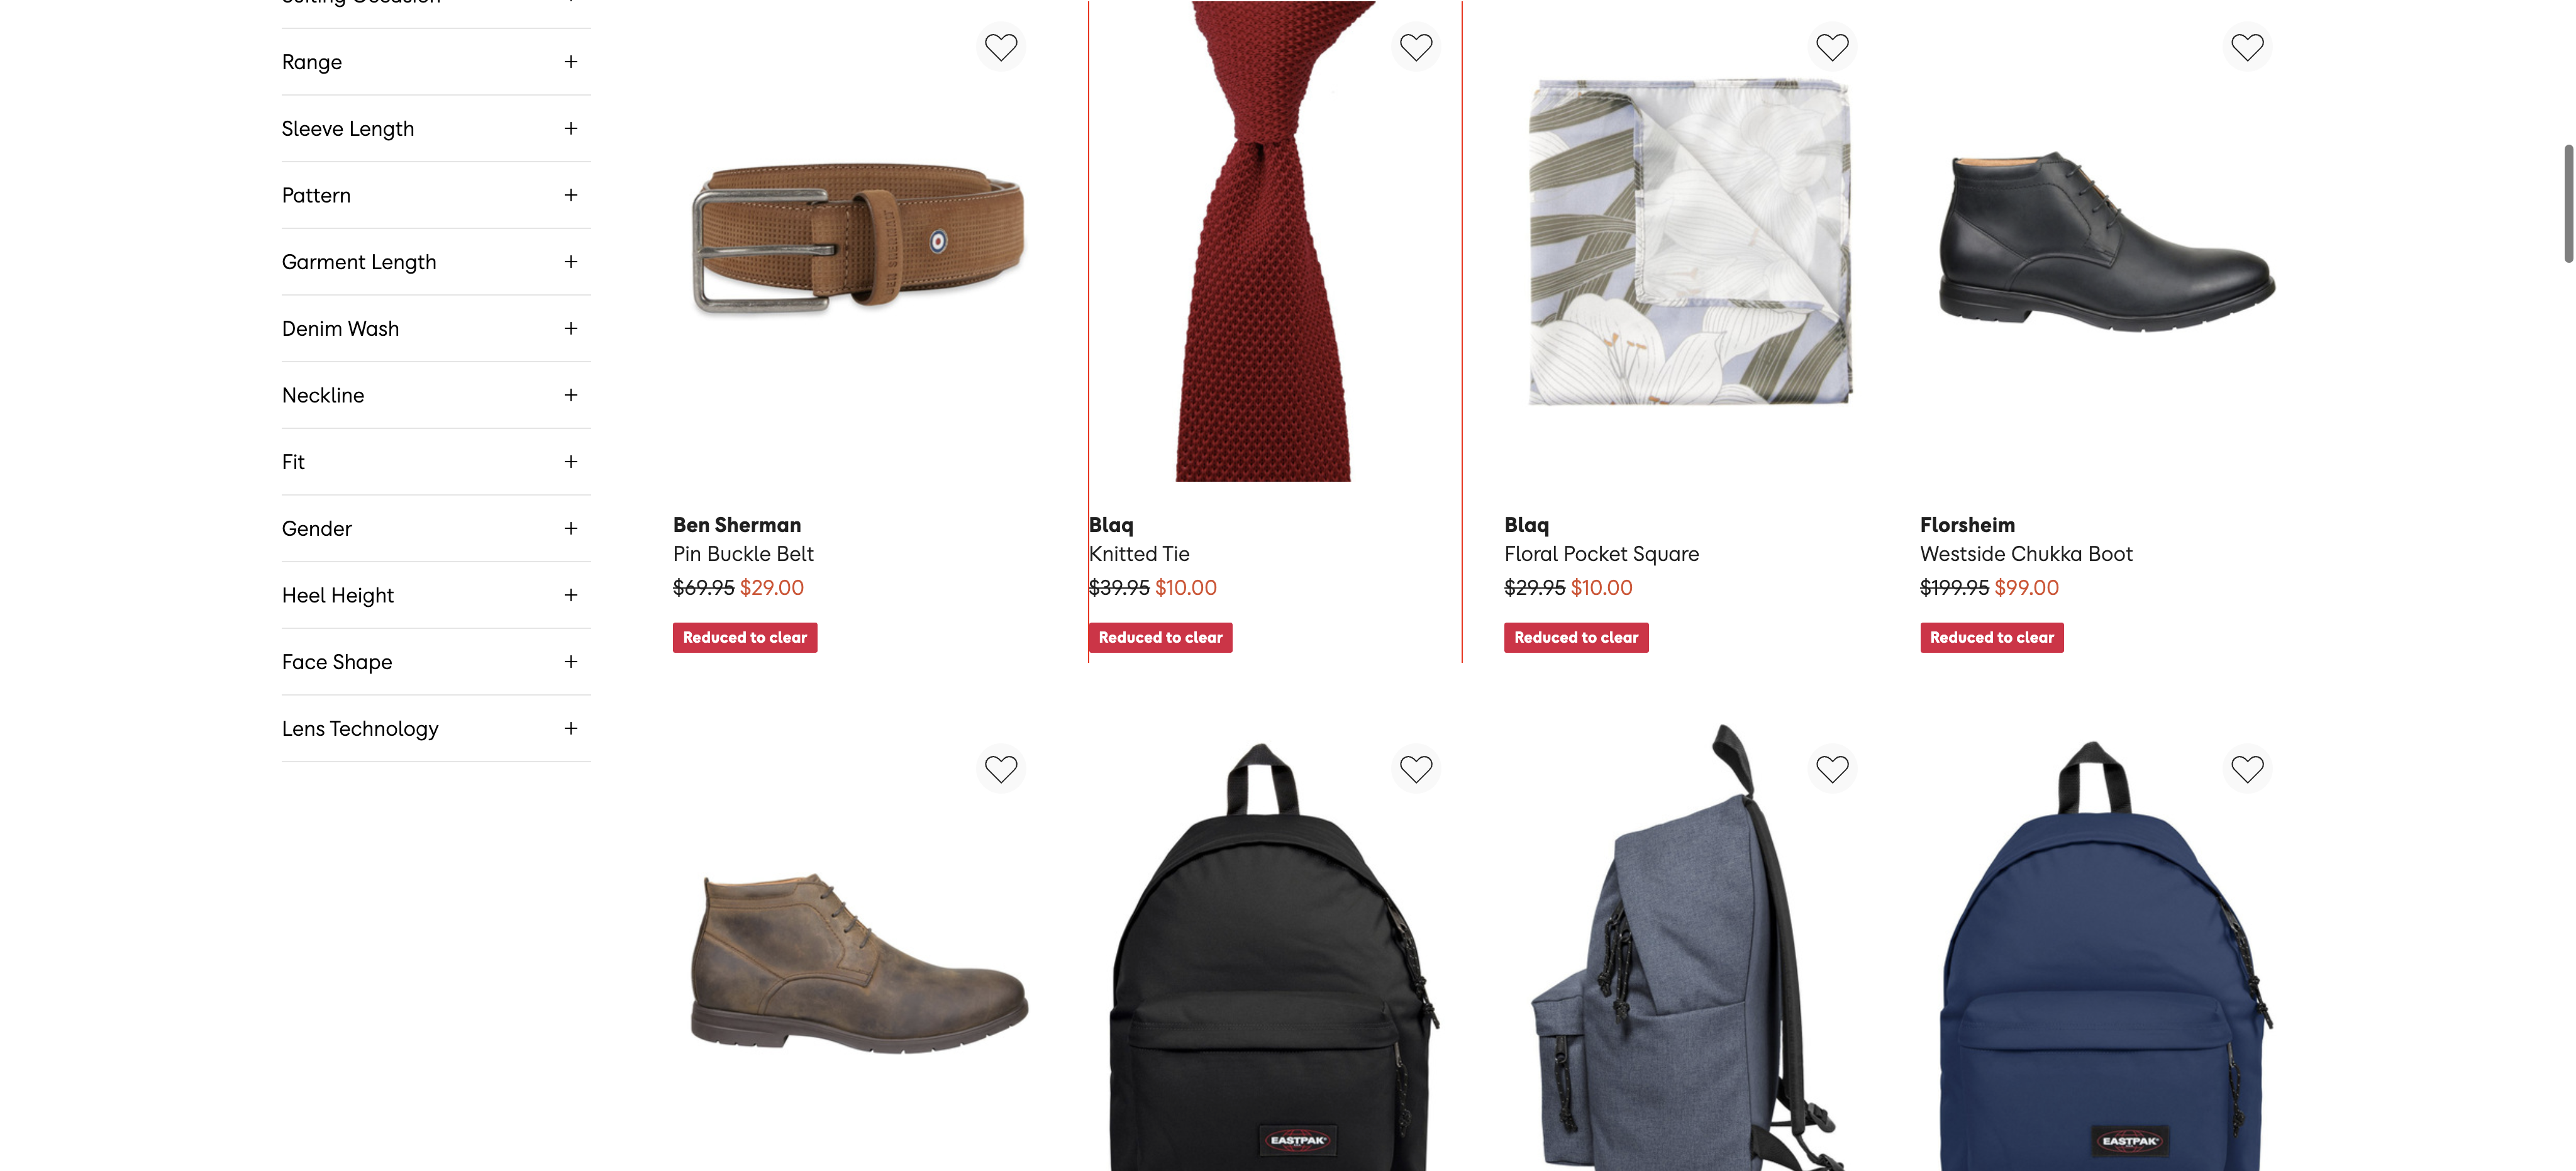 Range
Sleeve Length
Pattern
Garment Length
Denim Wash
Neckline
Fit
Gender
Heel Height
Face Shape
Lens Technology
Ben Sherman
Pin Buckle Belt
$69.95 $29.00
Reduced to clear
Blaq
Knitted Tie
$39.95 $10.00
Reduced to clear
Blaq
Floral Pocket Square
$29.95 $10.00
Reduced to clear
Florsheim
Westside Chukka Boot
$199.95 $99.00
Reduced to clear
EASTPAK
EASTPAK